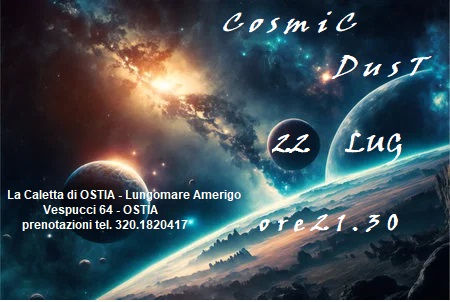 CosmiC
DusT
22 LUG
La Caletta di OSTIA - Lungomare Amerigo
Vespucci 64 - OSTIA
prenotazioni tel. 320.1820417
ore21.30